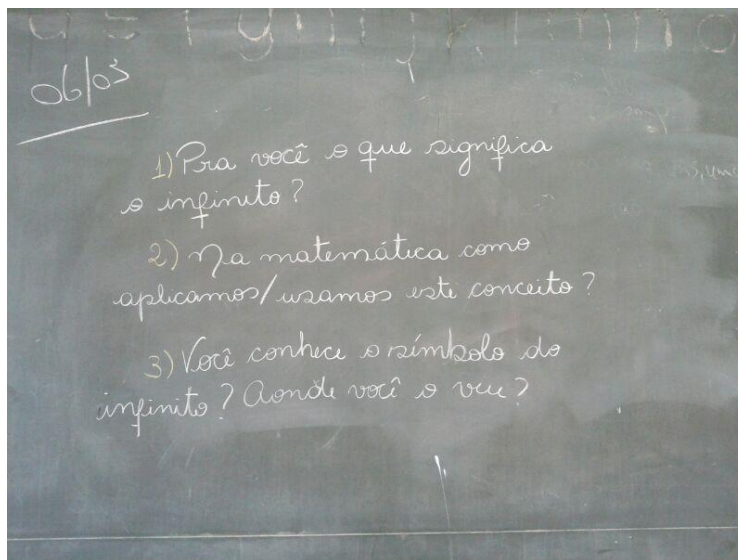 06/03
1) Pra você o que significa
o infinito?
2) Na matemática como
aplicamos/usamos este conceito?
3) Você conhece o símbolo do
infinito? Aonde você o veu?